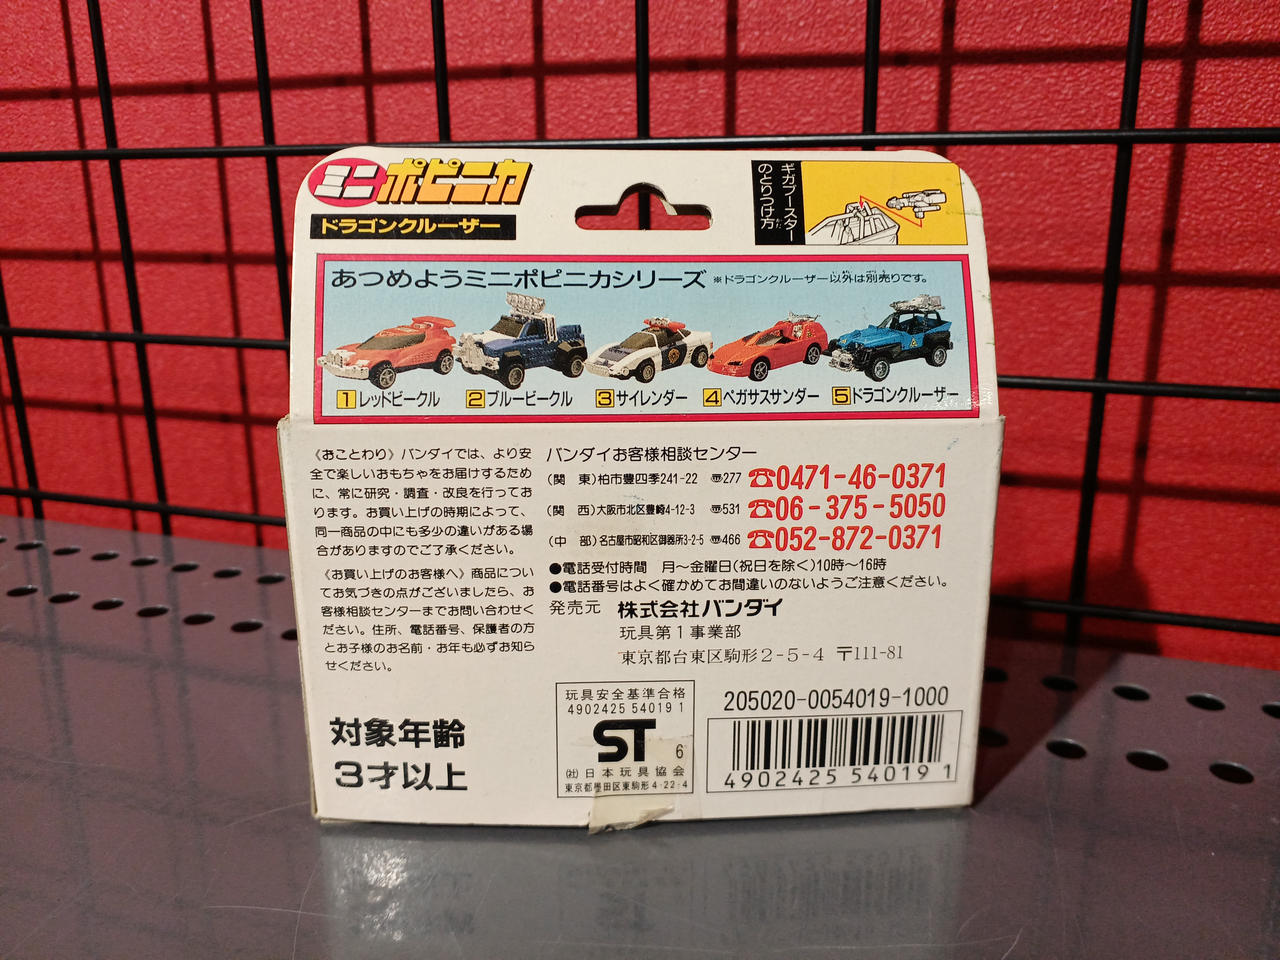 ミニポピニカ
ドラゴンクルーザー
ギガブースター
のとりつけ方
かた
あつめようミニポピニカシリーズ ※ドラゴンクルーザー以外は別売りです。
1 レッドビークル 2 ブルービークル 3 サイレンダー 4 ペガサスサンダー 5 ドラゴンクルーザー
《おことわり》バンダイでは、より安
全で楽しいおもちゃをお届けするため
に、常に研究・調査・改良を行ってお
ります。お買い上げの時期によって、
同一商品の中にも多少の違いがある場
合がありますのでご了承ください。
《お買い上げのお客様へ》商品につい
てお気づきの点がございましたら、お
客様相談センターまでお問い合わせく
ださい。住所、電話番号、保護者の方
とお子様のお名前・お年も必ずお知ら
せください。
対象年齢
3才以上
バンダイお客様相談センター
(関 東)柏市豊四季241-22 〠277 ☎0471-46-0371
(関 西)大阪市北区豊崎4-12-3 〠531 ☎06-375-5050
(中 部)名古屋市昭和区御器所3-2-5 〠466 ☎052-872-0371
●電話受付時間 月〜金曜日(祝日を除く)10時〜16時
●電話番号はよく確かめてお間違いのないようご注意ください。
発売元 株式会社バンダイ
玩具第1事業部
東京都台東区駒形2-5-4 〒111-81
玩具安全基準合格
4902425 54019 1
ST 6
(社)日本玩具協会
東京都墨田区東駒形4-22-4
205020-0054019-1000
4902425 540191